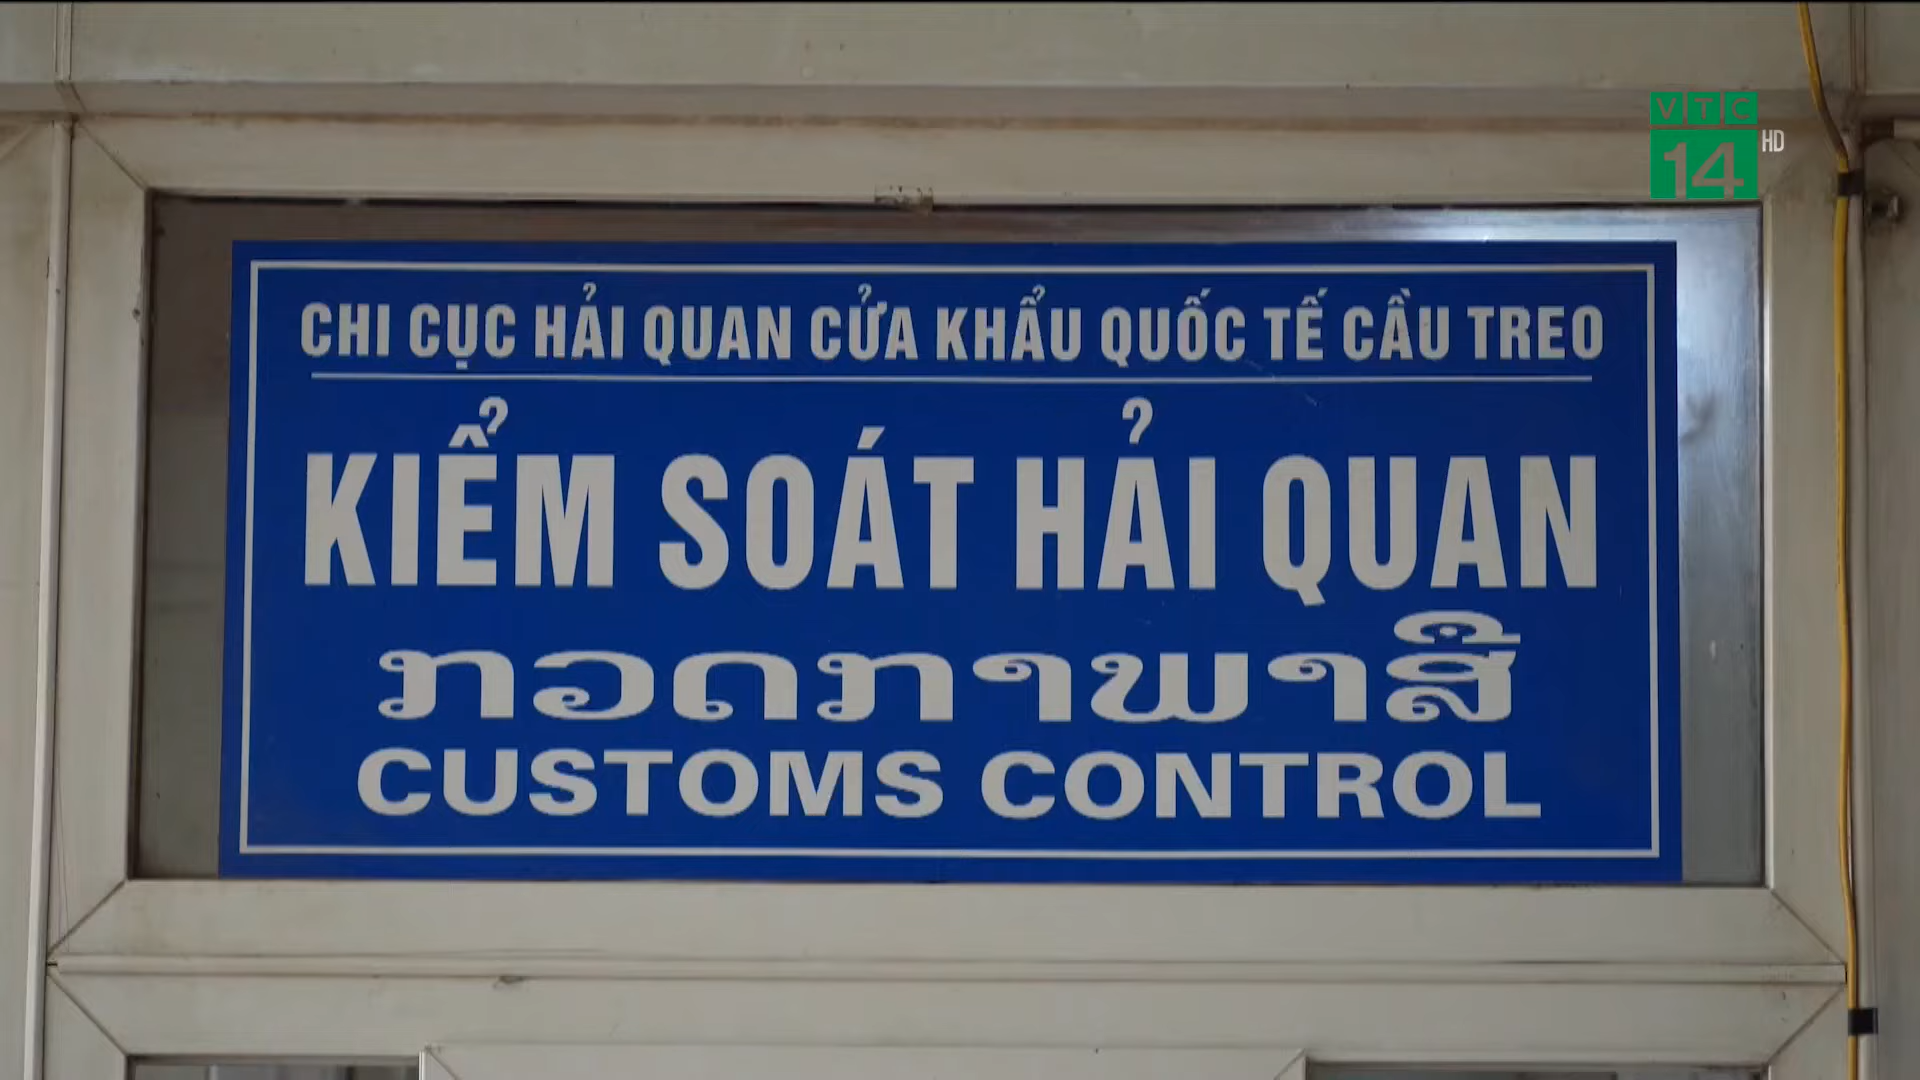 VTC
14 HD
CHI CỤC HẢI QUAN CỬA KHẨU QUỐC TẾ CẦU TREO
KIỂM SOÁT HẢI QUAN
ກວດກາພາສີ
CUSTOMS CONTROL